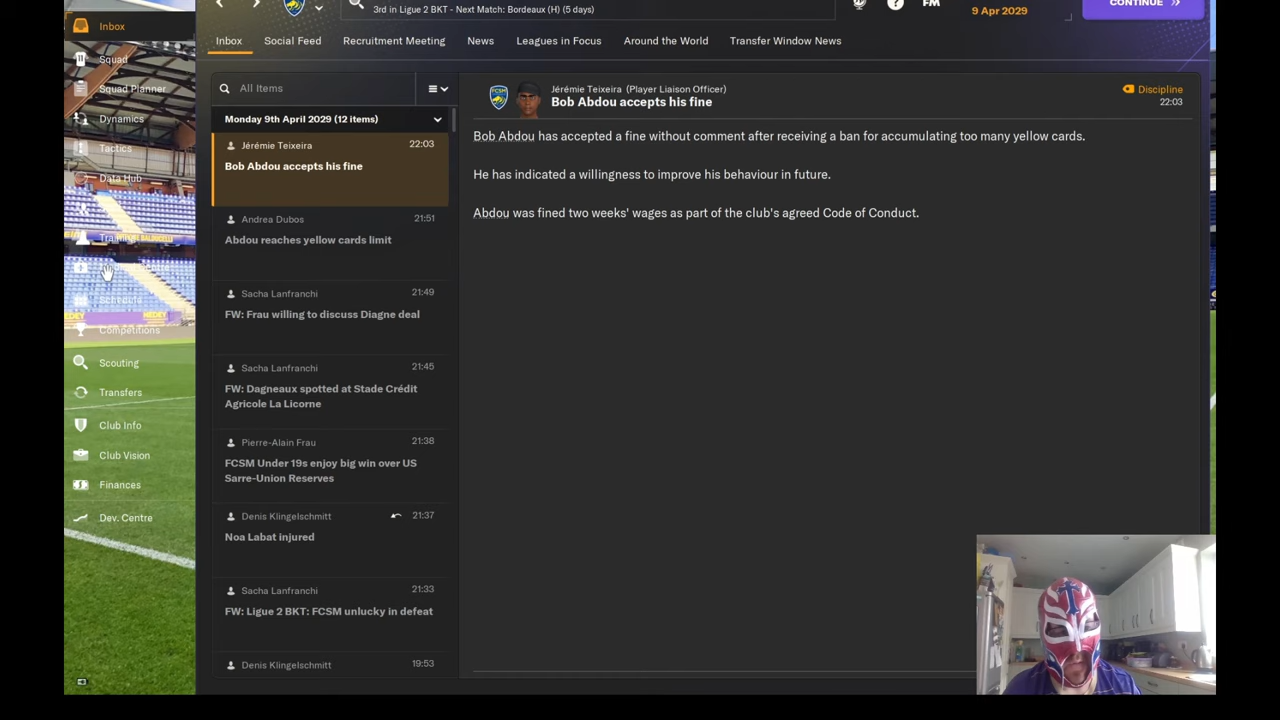 Inbox
3rd in Ligue 2 BKT - Next Match: Bordeaux (H) (5 days)
FM
9 Apr 2029
CONTINUE
Squad
Squad Planner
Dynamics
Tactics
Data Hub
Training
Schedule
Competitions
Scouting
Transfers
Club Info
Club Vision
Finances
Dev. Centre
Inbox Social Feed Recruitment Meeting News Leagues in Focus Around the World Transfer Window News
All Items
Monday 9th April 2029 (12 items)
Jérémie Teixeira 22:03
Bob Abdou accepts his fine
Andrea Dubos 21:51
Abdou reaches yellow cards limit
Sacha Lanfranchi 21:49
FW: Frau willing to discuss Diagne deal
Sacha Lanfranchi 21:45
FW: Dagneaux spotted at Stade Crédit
Agricole La Licorne
Pierre-Alain Frau 21:38
FCSM Under 19s enjoy big win over US
Sarre-Union Reserves
Denis Klingelschmitt 21:37
Noa Labat injured
Sacha Lanfranchi 21:33
FW: Ligue 2 BKT: FCSM unlucky in defeat
Denis Klingelschmitt 19:53
FCSM
Jérémie Teixeira (Player Liaison Officer)
Bob Abdou accepts his fine
Discipline
22:03
Bob Abdou has accepted a fine without comment after receiving a ban for accumulating too many yellow cards.
He has indicated a willingness to improve his behaviour in future.
Abdou was fined two weeks' wages as part of the club's agreed Code of Conduct.